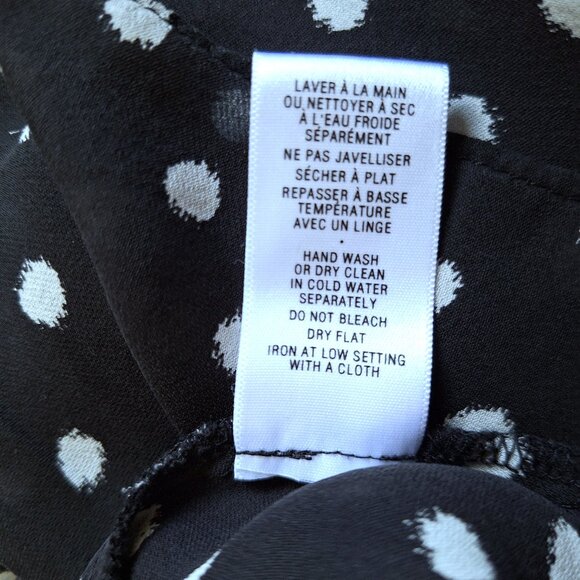 LAVER À LA MAIN
OU NETTOYER À SEC
À L'EAU FROIDE
SÉPARÉMENT
NE PAS JAVELLISER
SÉCHER À PLAT
REPASSER À BASSE
TEMPÉRATURE
AVEC UN LINGE
•
HAND WASH
OR DRY CLEAN
IN COLD WATER
SEPARATELY
DO NOT BLEACH
DRY FLAT
IRON AT LOW SETTING
WITH A CLOTH